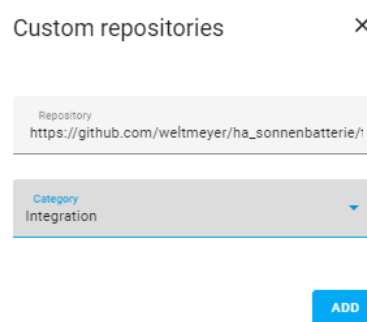 Custom repositories
Repository
https://github.com/weltmeyer/ha_sonnenbatterie/
Category
Integration
ADD